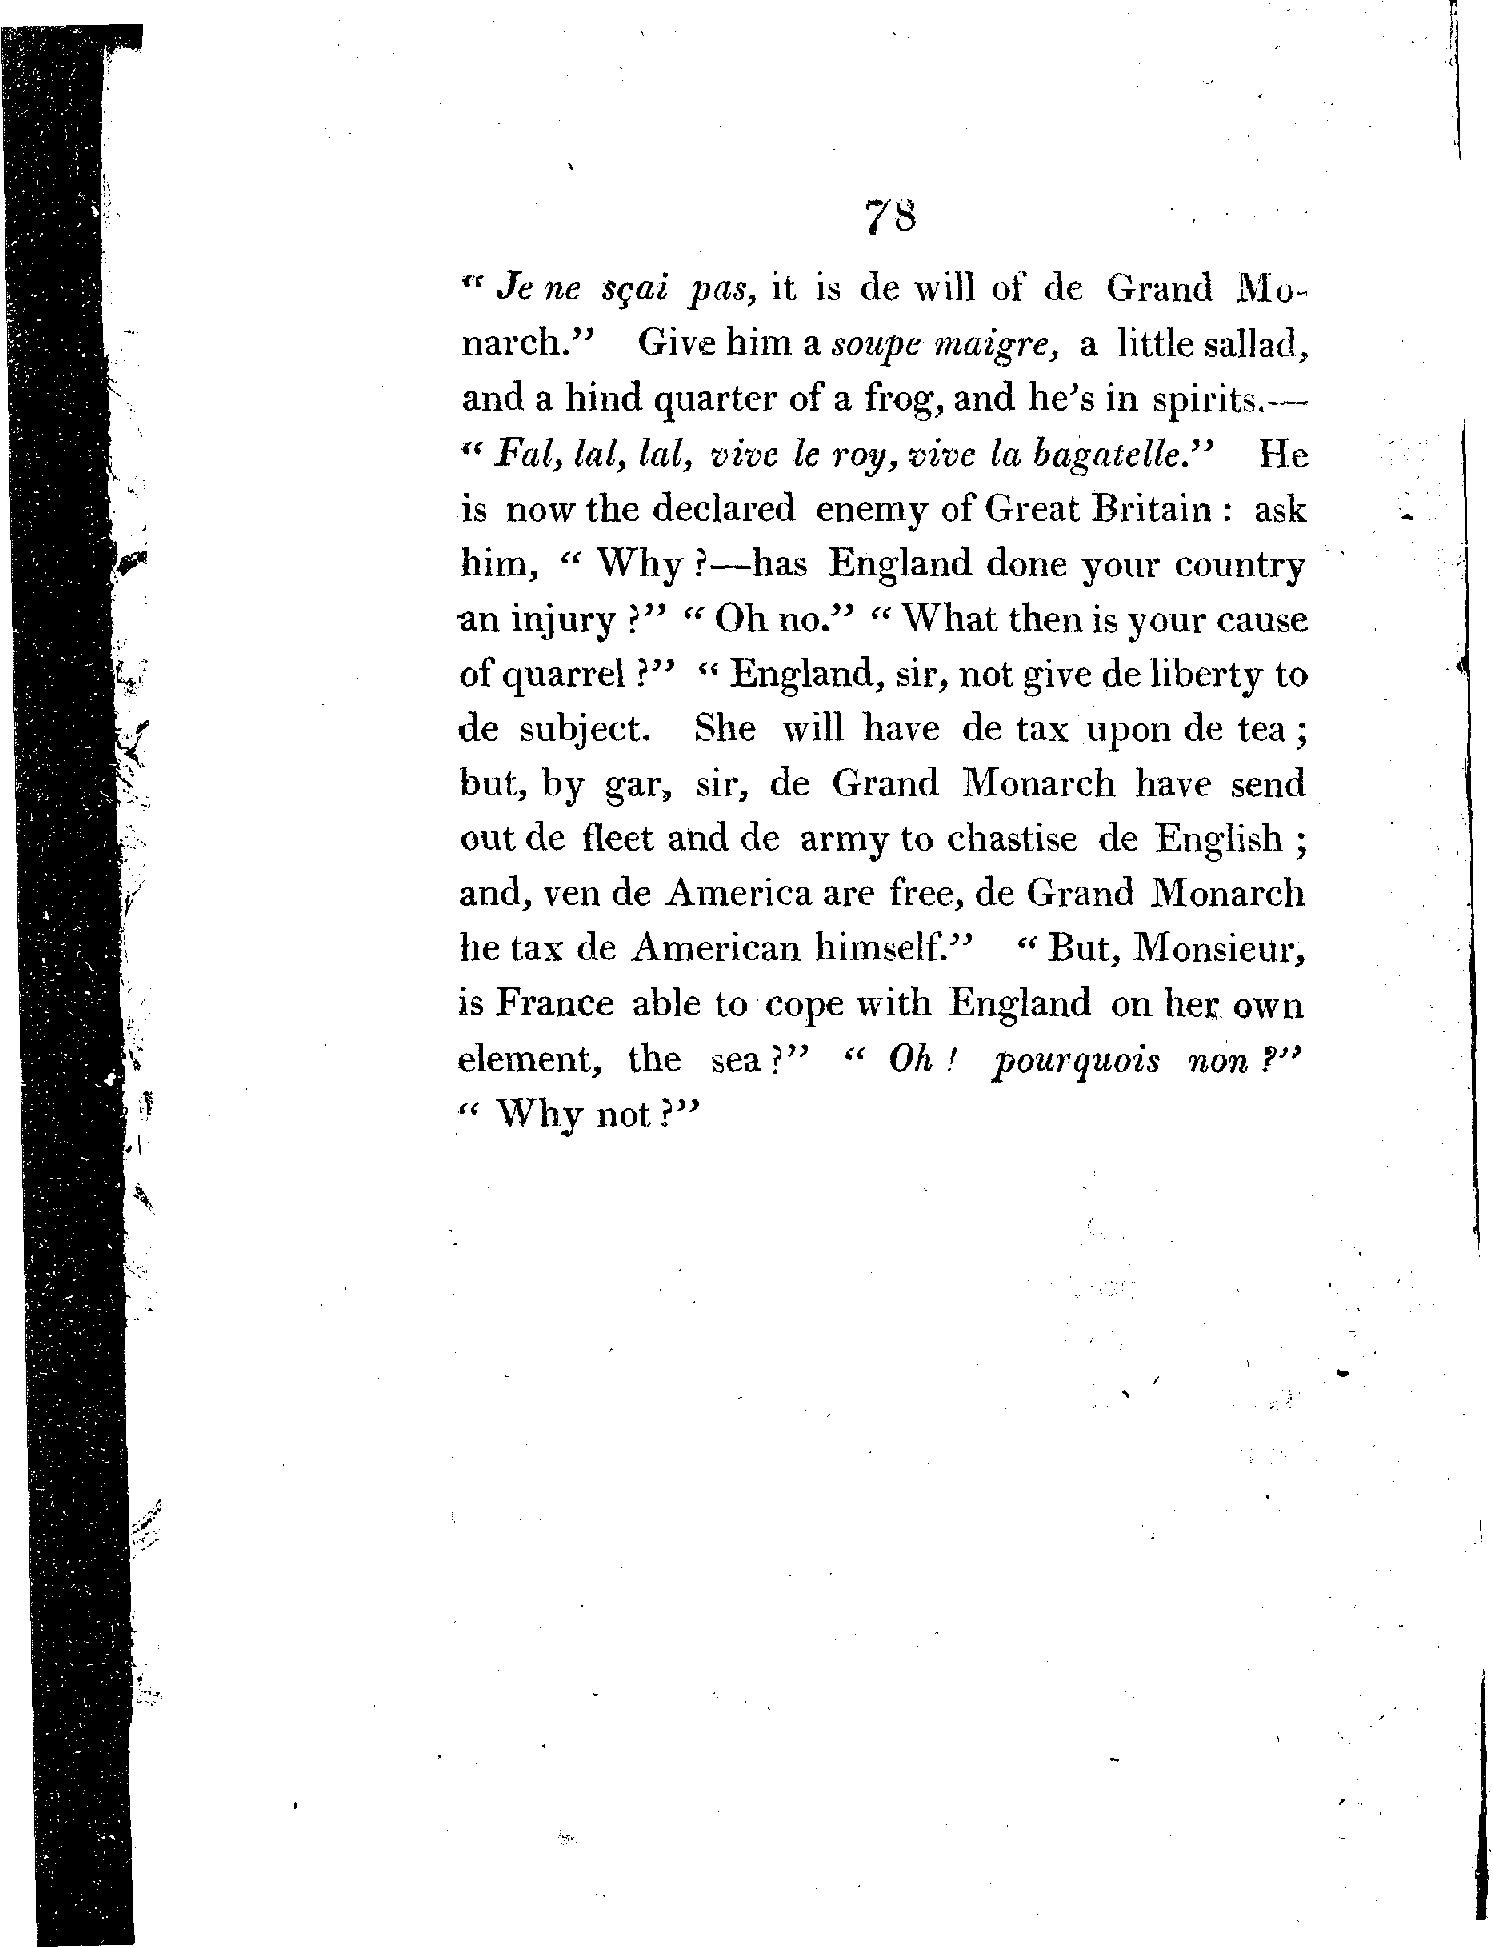 78
" Je ne sçai pas, it is de will of de Grand Mo-
narch." Give him a soupe maigre, a little sallad,
and a hind quarter of a frog, and he's in spirits.—
" Fal, lal, lal, vive le roy, vive la bagatelle." He
is now the declared enemy of Great Britain : ask
him, " Why ?—has England done your country
an injury ?" " Oh no." " What then is your cause
of quarrel ?" " England, sir, not give de liberty to
de subject. She will have de tax upon de tea ;
but, by gar, sir, de Grand Monarch have send
out de fleet and de army to chastise de English ;
and, ven de America are free, de Grand Monarch
he tax de American himself." " But, Monsieur,
is France able to cope with England on her own
element, the sea ?" " Oh ! pourquois non ?"
" Why not ?"